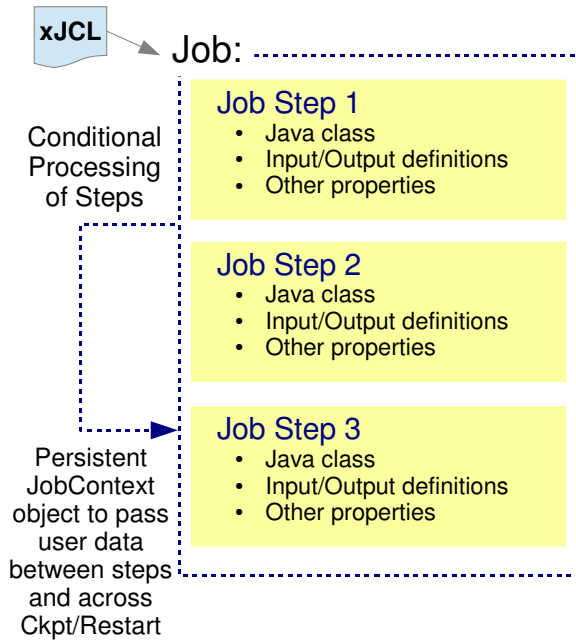 xJCL
Job:
Job Step 1
• Java class
• Input/Output definitions
• Other properties
Conditional
Processing
of Steps
Job Step 2
• Java class
• Input/Output definitions
• Other properties
Job Step 3
• Java class
• Input/Output definitions
• Other properties
Persistent
JobContext
object to pass
user data
between steps
and across
Ckpt/Restart